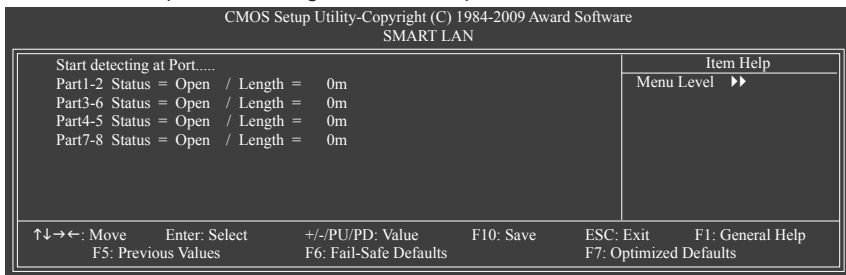 CMOS Setup Utility-Copyright (C) 1984-2009 Award Software
SMART LAN
Start detecting at Port.....
Part1-2 Status = Open / Length = 0m
Part3-6 Status = Open / Length = 0m
Part4-5 Status = Open / Length = 0m
Part7-8 Status = Open / Length = 0m
Item Help
Menu Level ▶▶
↑↓→←: Move Enter: Select +/-/PU/PD: Value F10: Save ESC: Exit F1: General Help
F5: Previous Values F6: Fail-Safe Defaults F7: Optimized Defaults